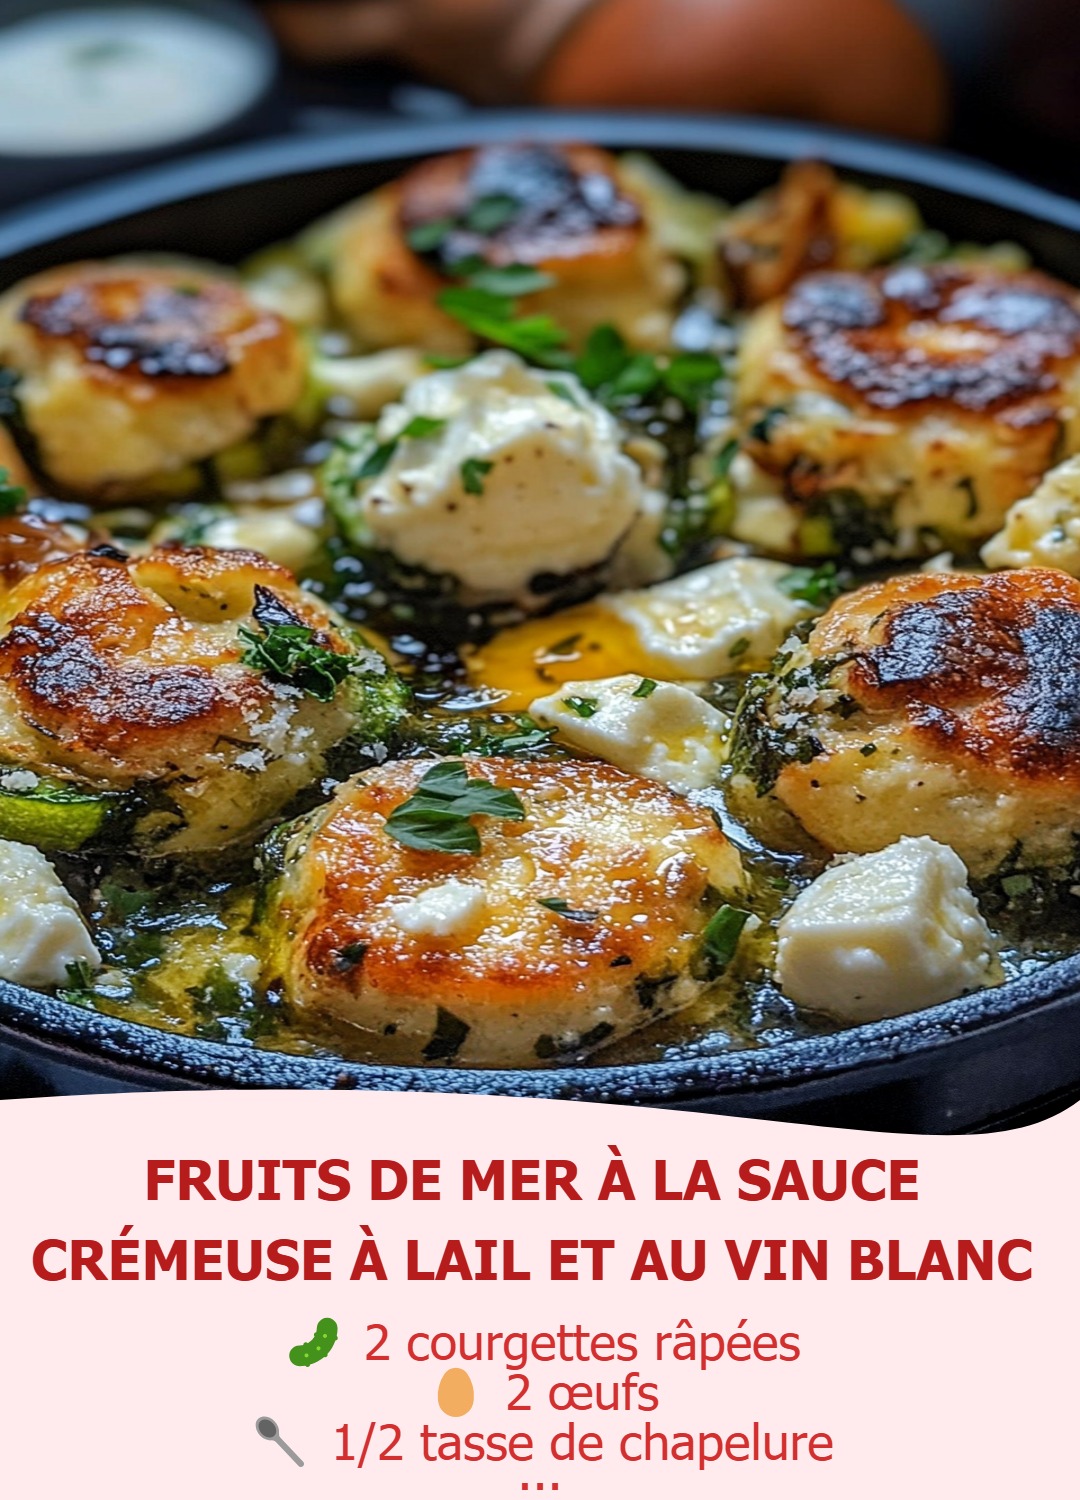 FRUITS DE MER À LA SAUCE
CRÉMEUSE À LAIL ET AU VIN BLANC
2 courgettes râpées
2 œufs
1/2 tasse de chapelure
...